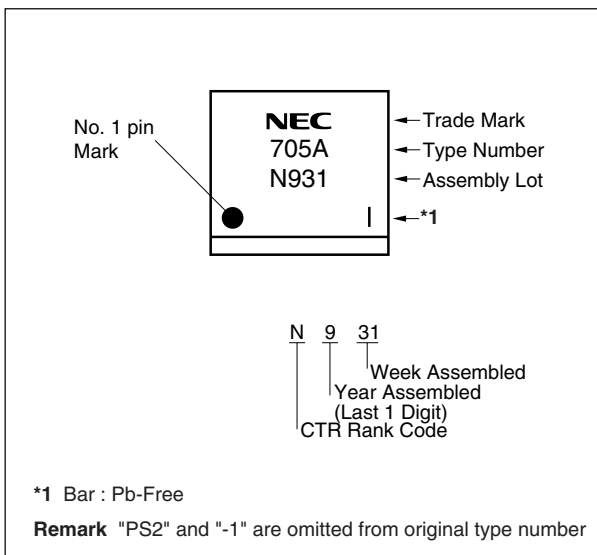 No. 1 pin
Mark
NEC
705A
N931
Trade Mark
Type Number
Assembly Lot
*1
N 9 31
Week Assembled
Year Assembled
(Last 1 Digit)
CTR Rank Code
*1 Bar : Pb-Free
Remark "PS2" and "-1" are omitted from original type number